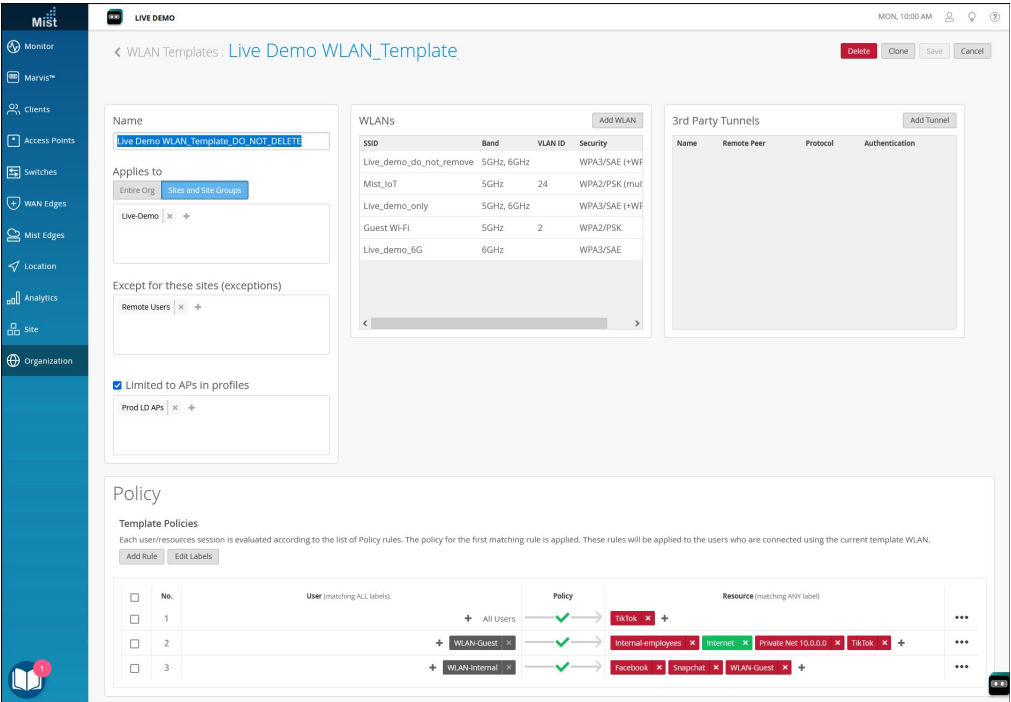 Mist
LIVE DEMO
MON, 10:00 AM
Monitor
Marvis™
Clients
Access Points
Switches
WAN Edges
Mist Edges
Location
Analytics
Site
Organization
1
< WLAN Templates : Live Demo WLAN_Template
Delete
Clone
Save
Cancel
Name
Live Demo WLAN_Template_DO_NOT_DELETE
Applies to
Entire Org
Sites and Site Groups
Live-Demo × +
Except for these sites (exceptions)
Remote Users × +
Limited to APs in profiles
Prod LD APs × +
WLANs
Add WLAN
SSID Band VLAN ID Security
Live_demo_do_not_remove 5GHz, 6GHz WPA3/SAE (+WP
Mist_IoT 5GHz 24 WPA2/PSK (mul
Live_demo_only 5GHz, 6GHz WPA3/SAE (+WP
Guest Wi-Fi 5GHz 2 WPA2/PSK
Live_demo_6G 6GHz WPA3/SAE
3rd Party Tunnels
Add Tunnel
Name Remote Peer Protocol Authentication
Policy
Template Policies
Each user/resources session is evaluated according to the list of Policy rules. The policy for the first matching rule is applied. These rules will be applied to the users who are connected using the current template WLAN.
Add Rule
Edit Labels
No. User (matching ALL labels) Policy Resource (matching ANY label)
1 + All Users TikTok × + •••
2 + WLAN-Guest × Internal-employees × Internet × Private Net 10.0.0.0 × TikTok × + •••
3 + WLAN-Internal × Facebook × Snapchat × WLAN-Guest × + •••